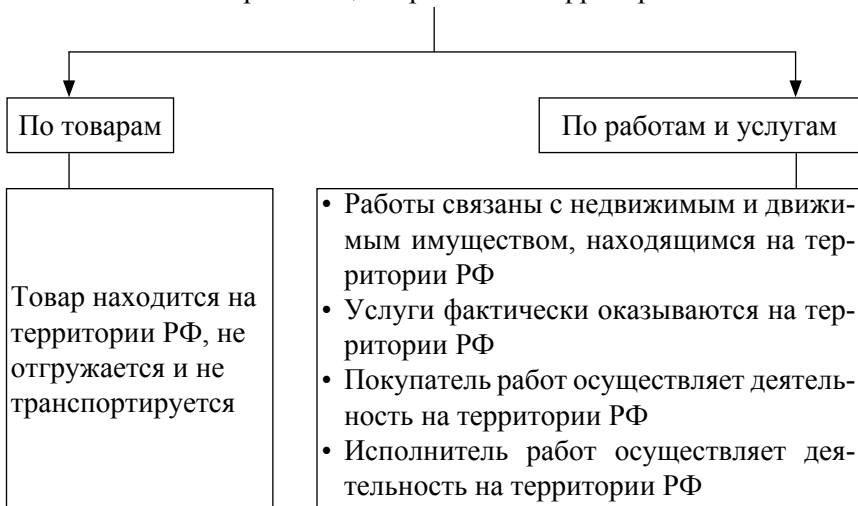 По товарам
По работам и услугам
Товар находится на
территории РФ, не
отгружается и не
транспортируется
• Работы связаны с недвижимым и движи-
мым имуществом, находящимся на тер-
ритории РФ
• Услуги фактически оказываются на тер-
ритории РФ
• Покупатель работ осуществляет деятель-
ность на территории РФ
• Исполнитель работ осуществляет дея-
тельность на территории РФ